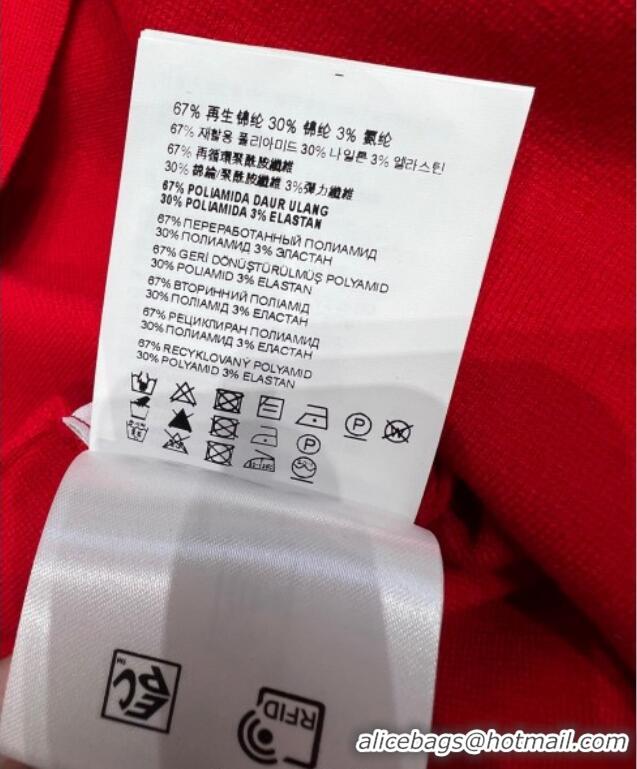 67% 再生锦纶 30% 锦纶 3% 氨纶
67% 재활용 폴리아미드 30% 나일론 3% 엘라스틴
67% 再循環聚酰胺纖維
30% 錦綸/聚酰胺纖維 3%彈力纖維
67% POLIAMIDA DAUR ULANG
30% POLIAMIDA 3% ELASTAN
67% ПЕРЕРАБОТАННЫЙ ПОЛИАМИД
30% ПОЛИАМИД 3% ЭЛАСТАН
67% GERİ DÖNÜŞTÜRÜLMÜŞ POLYAMID
30% POLIAMID 3% ELASTAN
67% ВТОРИННИЙ ПОЛІАМІД
30% ПОЛІАМІД 3% ЕЛАСТАН
67% РЕЦИКЛИРАН ПОЛИАМИД
30% ПОЛИАМИД 3% ЕЛАСТАН
67% RECYKLOVANÝ POLYAMID
30% POLYAMID 3% ELASTAN
EPC TM
RFID
alicebags@hotmail.com